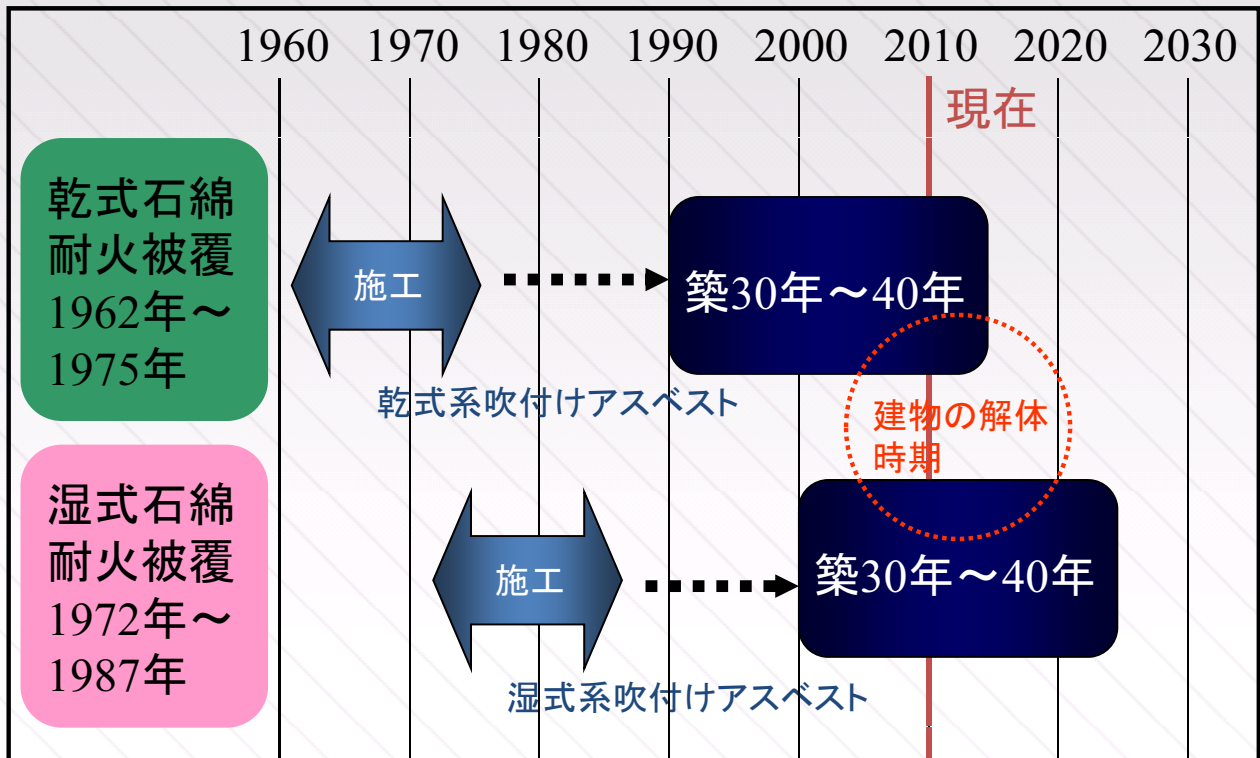 1960 1970 1980 1990 2000 2010 2020 2030
現在
乾式石綿
耐火被覆
1962年～
1975年
施工
築30年～40年
乾式系吹付けアスベスト
建物の解体
時期
湿式石綿
耐火被覆
1972年～
1987年
施工
築30年～40年
湿式系吹付けアスベスト